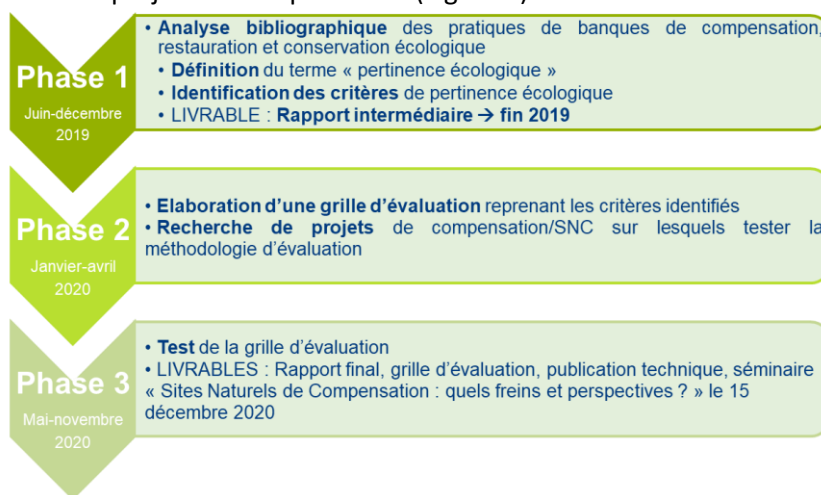 Phase 1
Juin-décembre
2019
• Analyse bibliographique des pratiques de banques de compensation,
restauration et conservation écologique
• Définition du terme « pertinence écologique »
• Identification des critères de pertinence écologique
• LIVRABLE : Rapport intermédiaire → fin 2019
Phase 2
Janvier-avril
2020
• Elaboration d’une grille d’évaluation reprenant les critères identifiés
• Recherche de projets de compensation/SNC sur lesquels tester la
méthodologie d’évaluation
Phase 3
Mai-novembre
2020
• Test de la grille d’évaluation
• LIVRABLES : Rapport final, grille d’évaluation, publication technique, séminaire
« Sites Naturels de Compensation : quels freins et perspectives ? » le 15
décembre 2020